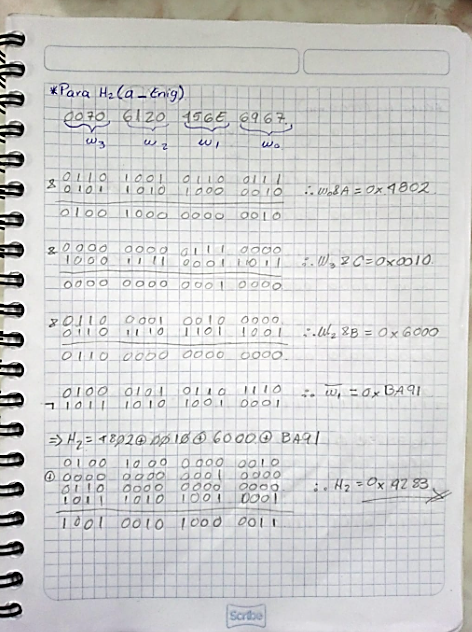 *Para H₂(a_Enig)
0070, 6120, 456E, 6967,
w₃ w₂ w₁ w₀
& 0110 1001 0110 0111
0101 1010 1000 0010 ∴ w₀&A = 0x4802
0100 1000 0000 0010
& 0000 0000 0111 0000
1000 1111 0001 1011 ∴ W₃ & C = 0x0010
0000 0000 0001 0000
& 0110 0001 0010 0000
0110 1110 1101 1001 ∴ W₂ & B = 0x6000
0110 0000 0000 0000
0100 0101 0110 1110 ∴ w̅₁ = 0xBA91
¬ 1011 1010 1001 0001
⇒ H₂ = 4802 ⊕ 0010 ⊕ 6000 ⊕ BA91
0100 1000 0000 0010
⊕ 0000 0000 0001 0000
0110 0000 0000 0000 ∴ H₂ = 0x9283
1011 1010 1001 0001
1001 0010 1000 0011
Scribe